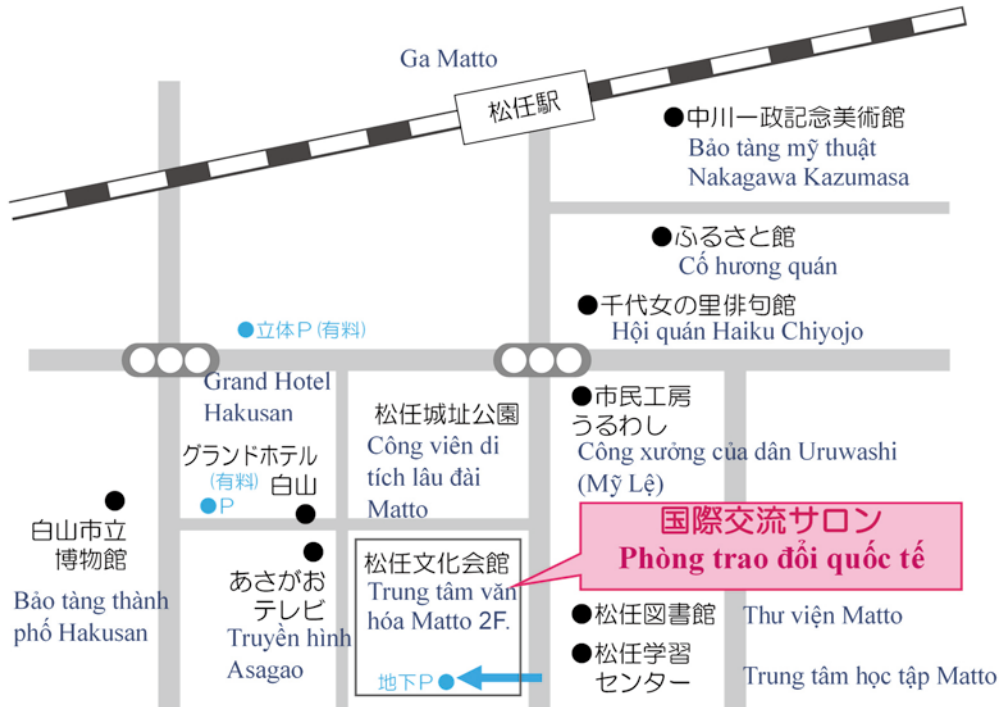 Ga Matto
松任駅
●中川一政記念美術館
Bảo tàng mỹ thuật
Nakagawa Kazumasa
●ふるさと館
Cố hương quán
●千代女の里俳句館
Hội quán Haiku Chiyojo
●立体P(有料)
Grand Hotel
Hakusan
グランドホテル
白山
(有料)
●P
松任城址公園
Công viên di
tích lâu đài
Matto
●市民工房
うるわし
Công xưởng của dân Uruwashi
(Mỹ Lệ)
国際交流サロン
Phòng trao đổi quốc tế
白山市立
博物館
Bảo tàng thành
phố Hakusan
あさがお
テレビ
Truyền hình
Asagao
松任文化会館
Trung tâm văn
hóa Matto 2F.
地下P●
●松任図書館
Thư viện Matto
●松任学習
センター
Trung tâm học tập Matto